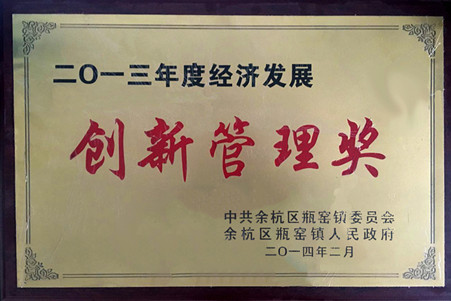 二〇一三年度经济发展
创新管理奖
中共余杭区瓶窑镇委员会
余杭区瓶窑镇人民政府
二〇一四年二月